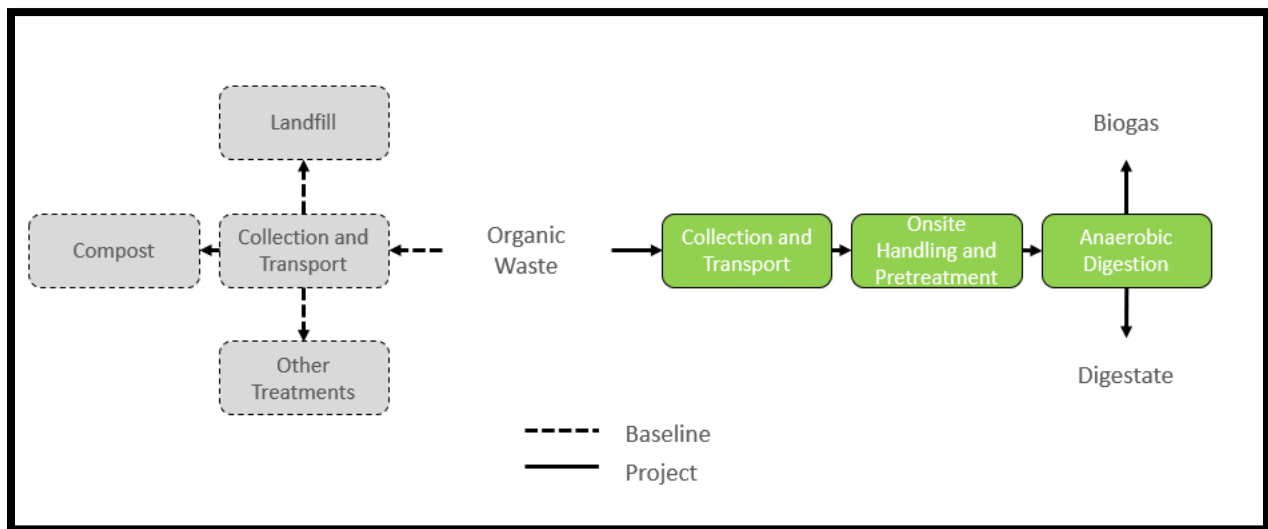 Landfill
Compost
Collection and
Transport
Other
Treatments
Organic
Waste
Collection and
Transport
Onsite
Handling and
Pretreatment
Anaerobic
Digestion
Biogas
Digestate
Baseline
Project